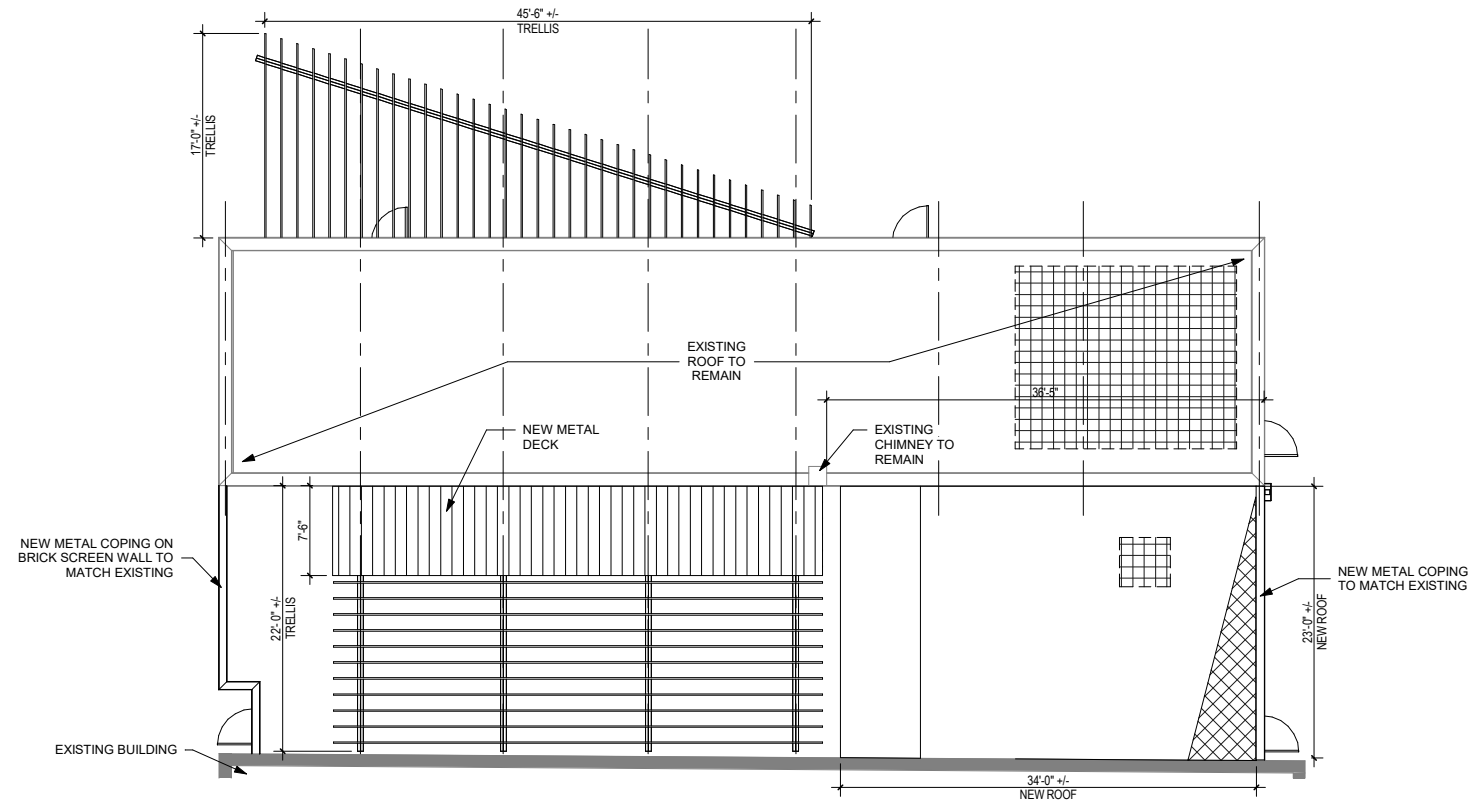 45'-6" +/-
TRELLIS
17'-0" +/-
TRELLIS
EXISTING
ROOF TO
REMAIN
36'-5"
NEW METAL
DECK
EXISTING
CHIMNEY TO
REMAIN
7'-6"
NEW METAL COPING ON
BRICK SCREEN WALL TO
MATCH EXISTING
NEW METAL COPING
TO MATCH EXISTING
22'- 0" +/-
TRELLIS
23'-0" +/-
NEW ROOF
EXISTING BUILDING
34'-0" +/-
NEW ROOF